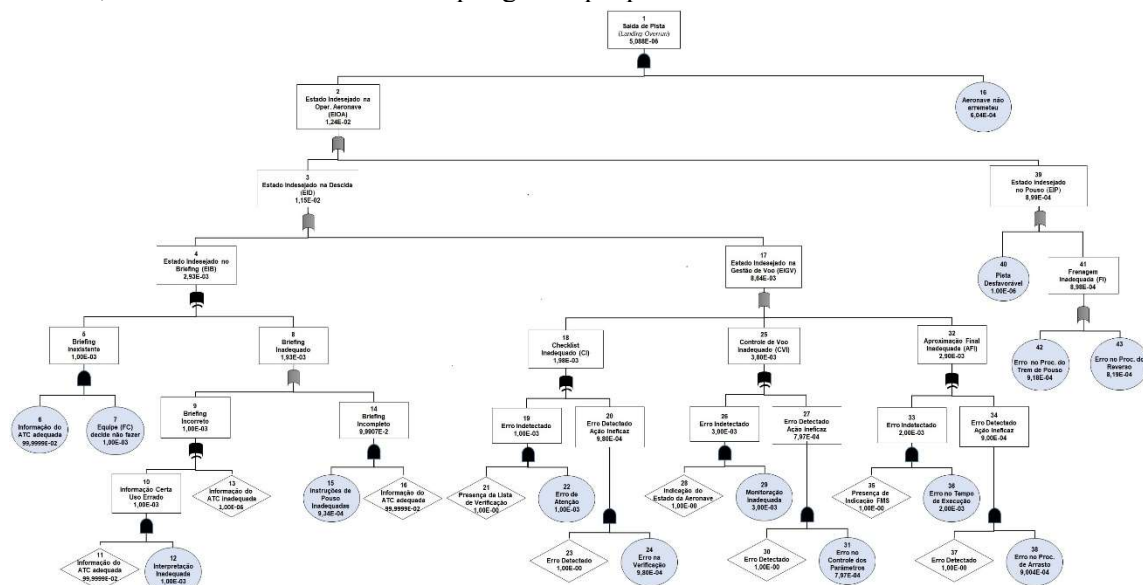 1
Saída de Pista
(Landing Overrun)
5,088E-06
2
Estado Indesejado na
Oper. Aeronave
(EIOA)
1,24E-02
16
Aeronave não
arremeteu
6,04E-04
3
Estado Indesejado na Descida
(EID)
1,15E-02
39
Estado Indesejado
no Pouso (EIP)
8,99E-04
4
Estado Indesejado no
Briefing (EIB)
2,93E-03
17
Estado Indesejado na
Gestão de Voo (EIGV)
8,64E-03
40
Pista
Desfavorável
1.00E-06
41
Frenagem
Inadequada (FI)
8,98E-04
5
Briefing
Inexistente
1,00E-03
8
Briefing
Inadequado
1,93E-03
18
Checklist
Inadequado (CI)
1,98E-03
25
Controle de Voo
Inadequado (CVI)
3,80E-03
32
Aproximação Final
Inadequada (AFI)
2,90E-03
42
Erro no Proc. do
Trem de Pouso
9,18E-04
43
Erro no Proc. do
Reverso
8,19E-04
6
Informação do
ATC adequada
99,9999E-02
7
Equipe (FC)
decide não fazer
1,00E-03
9
Briefing
Incorreto
1,00E-03
14
Briefing
Incompleto
9,9907E-2
19
Erro Indetectado
1,00E-03
20
Erro Detectado
Ação Ineficaz
9,80E-04
26
Erro Indetectado
3,00E-03
27
Erro Detectado
Ação Ineficaz
7,97E-04
33
Erro Indetectado
2,00E-03
34
Erro Detectado
Ação Ineficaz
9,00E-04
10
Informação Certa
Uso Errado
1,00E-03
13
Informação do
ATC inadequada
1,00E-06
15
Instruções de
Pouso
Inadequadas
9,34E-04
16
Informação do
ATC adequada
99,9999E-02
21
Presença da Lista
de Verificação
1,00E-00
22
Erro de
Atenção
1,00E-03
28
Indicação do
Estado da Aeronave
1,00E-00
29
Monitoração
Inadequada
3,00E-03
35
Presença de
Indicação FMS
1,00E-00
36
Erro no Tempo
de Execução
2,00E-03
11
Informação do
ATC adequada
99,9999E-02
12
Interpretação
Inadequada
1,00E-03
23
Erro Detectado
1,00E-00
24
Erro na
Verificação
9,80E-04
30
Erro Detectado
1,00E-00
31
Erro no
Controle dos
Parâmetros
7,97E-04
37
Erro Detectado
1,00E-00
38
Erro no Proc.
de Arrasto
9,004E-04